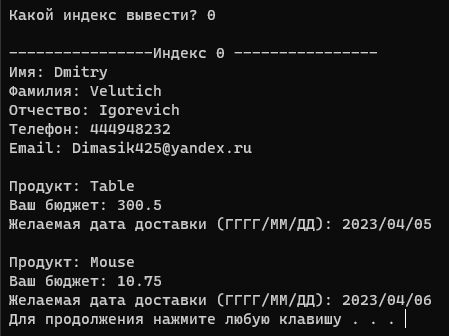 Какой индекс вывести? 0
----------------Индекс 0 ----------------
Имя: Dmitry
Фамилия: Velutich
Отчество: Igorevich
Телефон: 444948232
Email: Dimasik425@yandex.ru
Продукт: Table
Ваш бюджет: 300.5
Желаемая дата доставки (ГГГГ/ММ/ДД): 2023/04/05
Продукт: Mouse
Ваш бюджет: 10.75
Желаемая дата доставки (ГГГГ/ММ/ДД): 2023/04/06
Для продолжения нажмите любую клавишу . . .